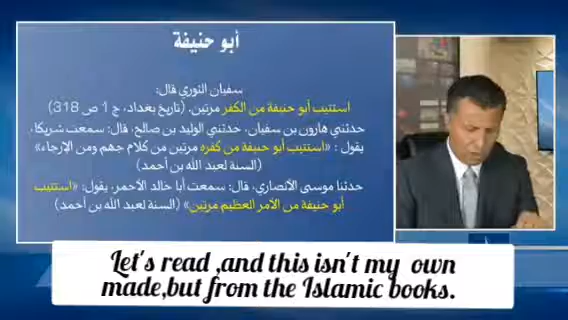 أبو حنيفة
سفيان الثوري قال:
استتيب أبو حنيفة من الكفر مرتين، (تاريخ بغداد، ج 1 ص 318)
حدثني هارون بن سفيان، حدثني الوليد بن صالح، قال: سمعت شريكا،
يقول: «استتيب أبو حنيفة من كفره مرتين من كلام جهم ومن الإرجاء»
(السنة لعبد الله بن أحمد)
حدثنا موسى الأنصاري، قال: سمعت أبا خالد الأحمر، يقول: «استتيب
أبو حنيفة من الأمر العظيم مرتين» (السنة لعبد الله بن أحمد)
Let's read ,and this isn't my own
made,but from the Islamic books.